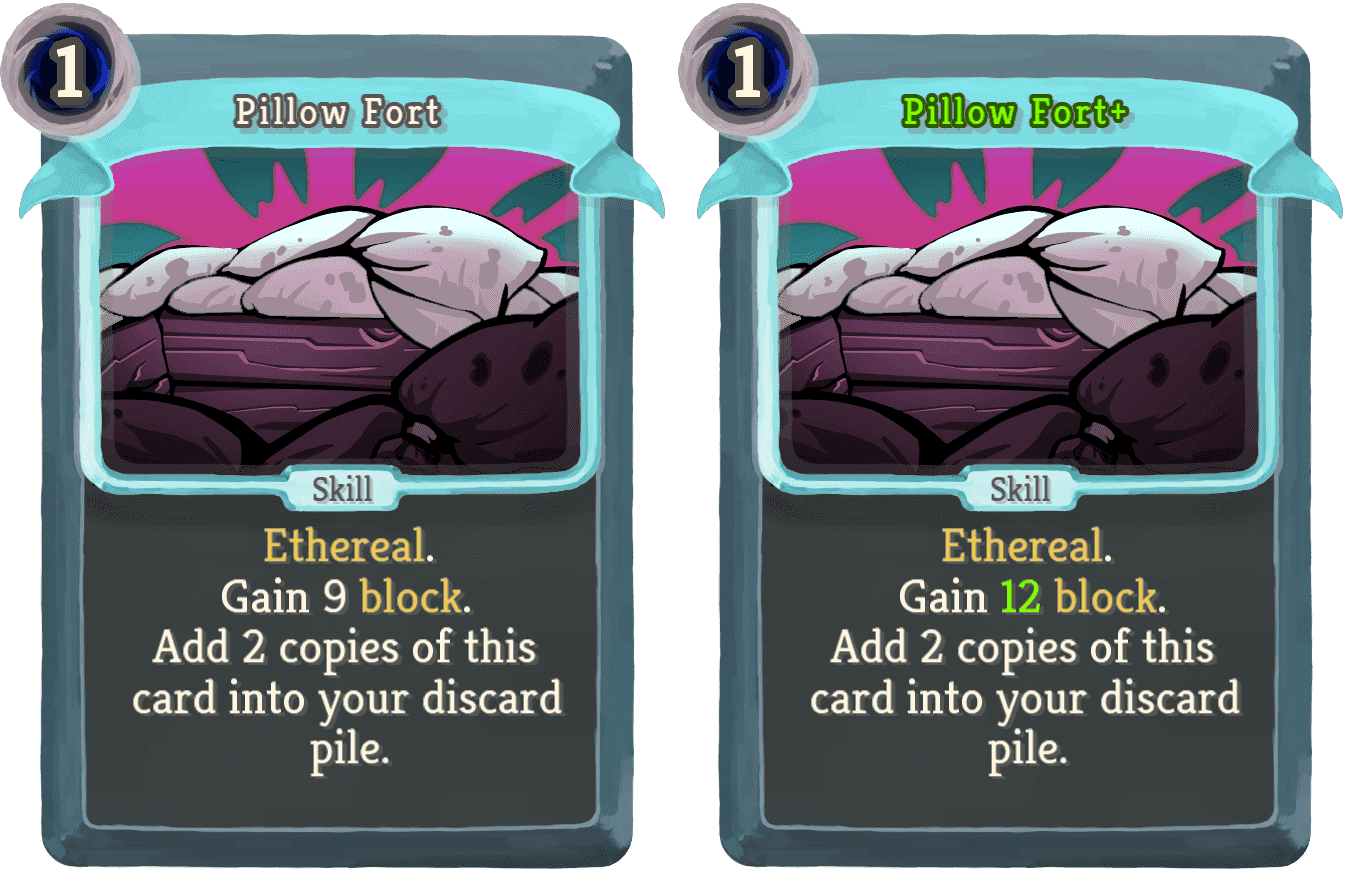 1
Pillow Fort
Skill
Ethereal.
Gain 9 block.
Add 2 copies of this
card into your discard
pile.
1
Pillow Fort+
Skill
Ethereal.
Gain 12 block.
Add 2 copies of this
card into your discard
pile.